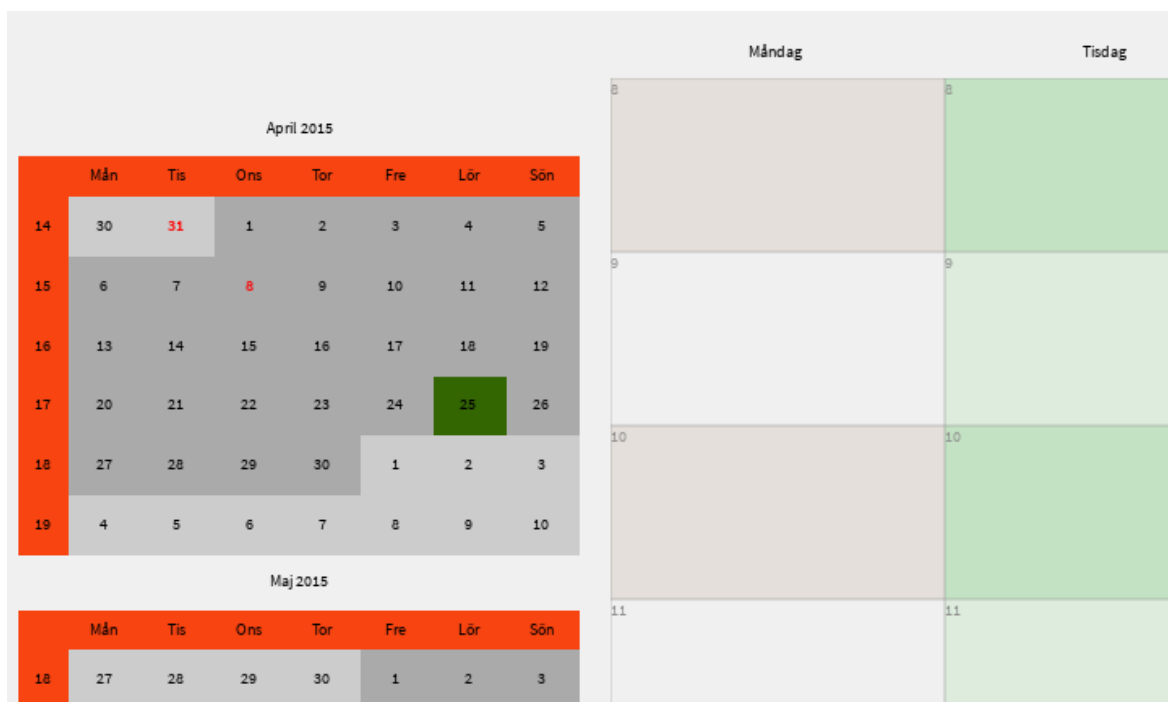 April 2015
Mån Tis Ons Tor Fre Lör Sön
14 30 31 1 2 3 4 5
15 6 7 8 9 10 11 12
16 13 14 15 16 17 18 19
17 20 21 22 23 24 25 26
18 27 28 29 30 1 2 3
19 4 5 6 7 8 9 10
Maj 2015
Mån Tis Ons Tor Fre Lör Sön
18 27 28 29 30 1 2 3
Måndag Tisdag
8 8
9 9
10 10
11 11